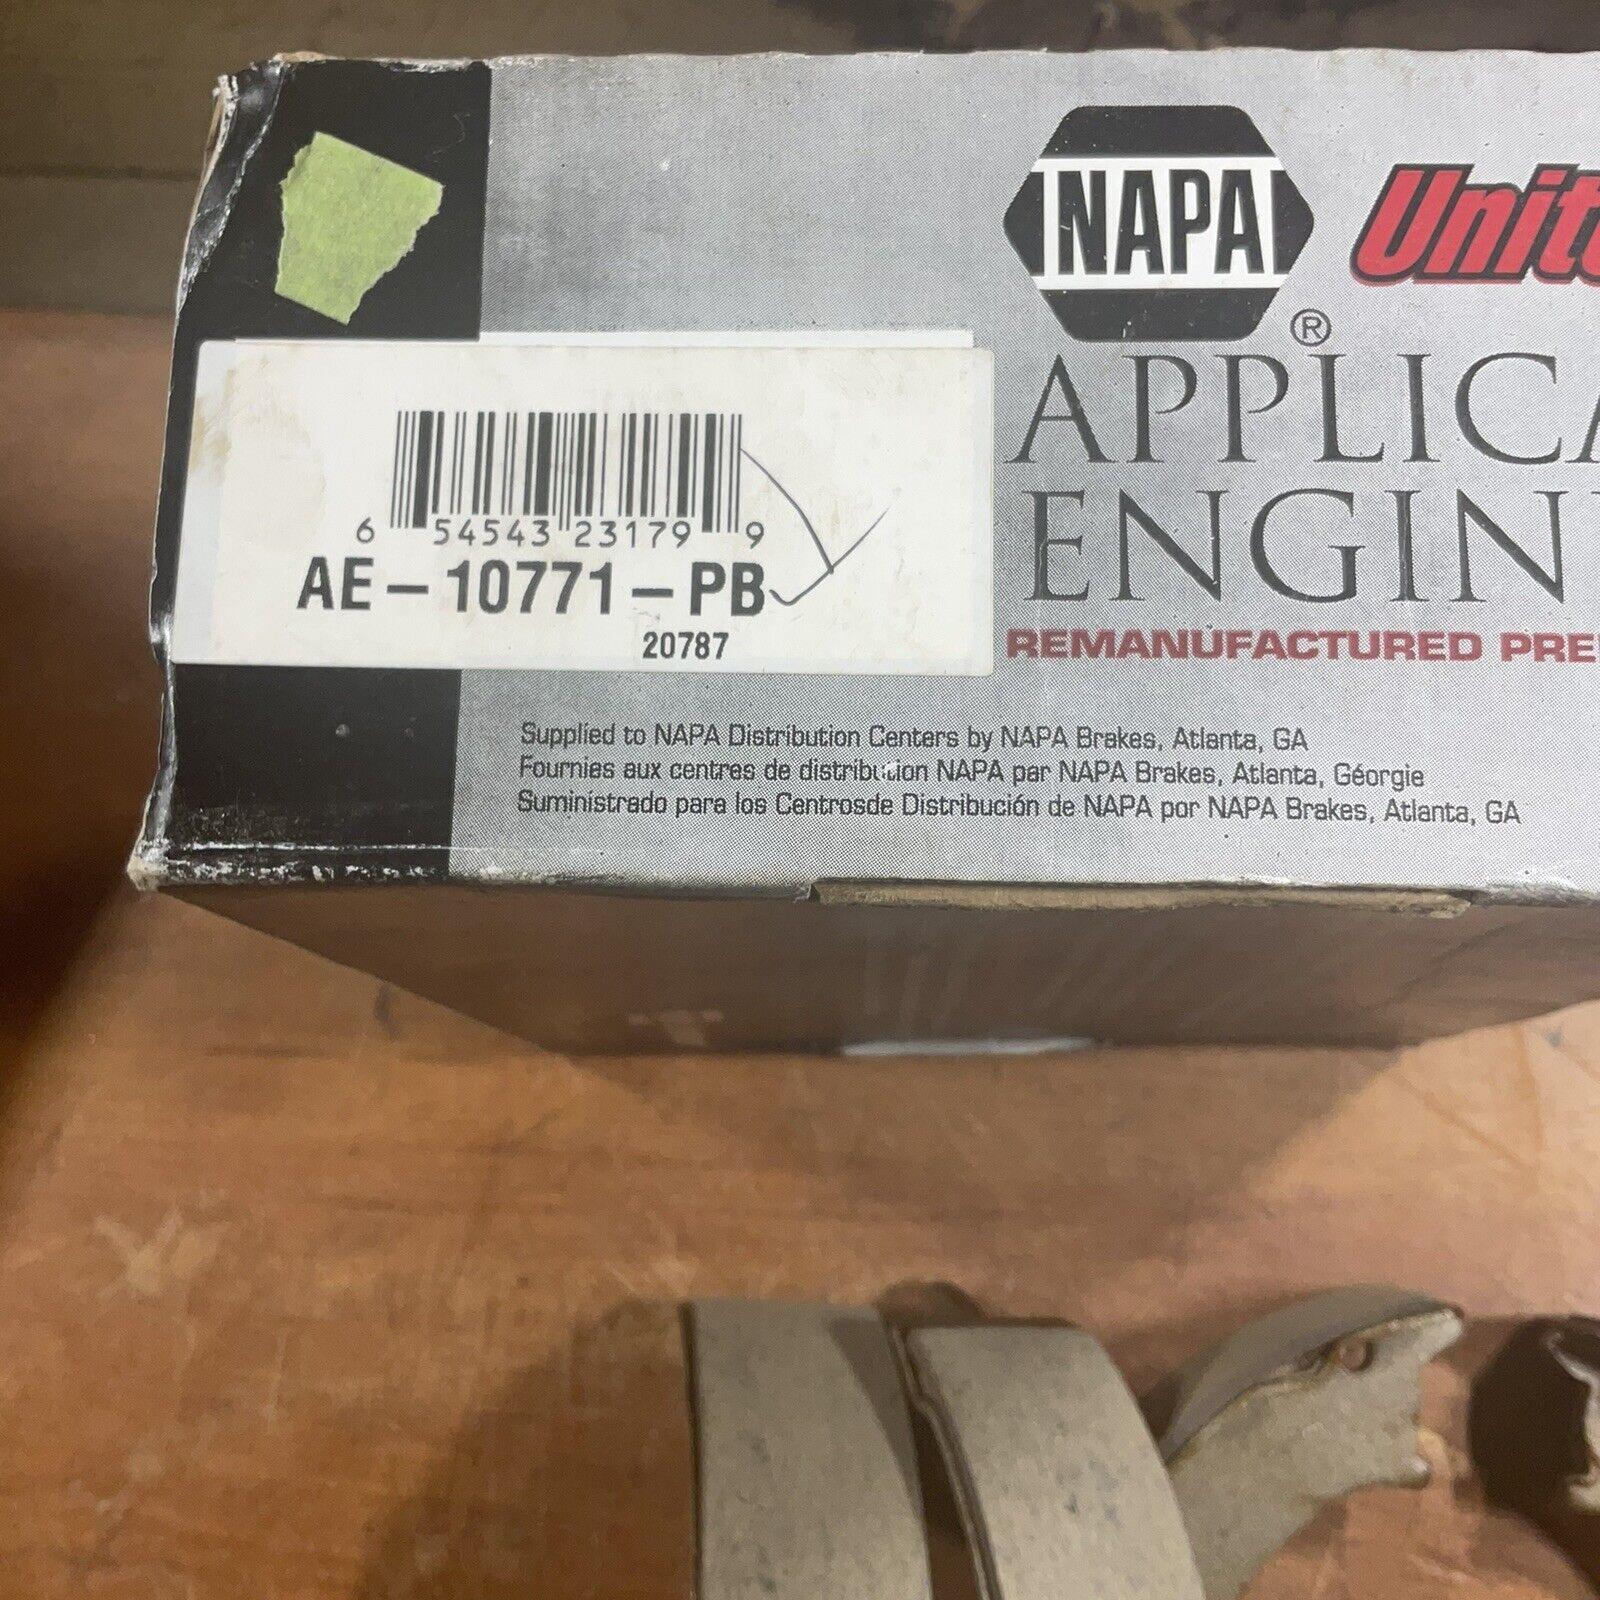 NAPA
®
APPLICA
ENGIN
REMANUFACTURED PRE
6 54543 23179 9
AE-10771-PB
20787
Supplied to NAPA Distribution Centers by NAPA Brakes, Atlanta, GA
Fournies aux centres de distribution NAPA par NAPA Brakes, Atlanta, Géorgie
Suministrado para los Centrosde Distribución de NAPA por NAPA Brakes, Atlanta, GA